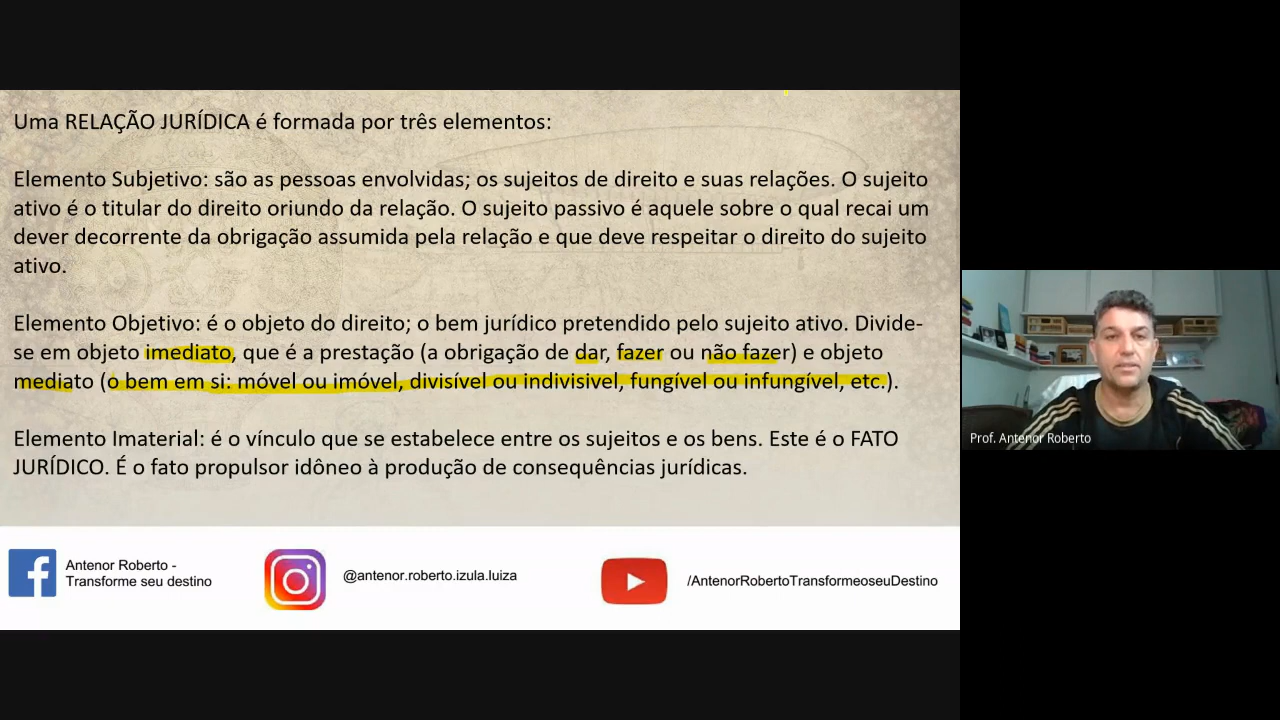 Uma RELAÇÃO JURÍDICA é formada por três elementos:
Elemento Subjetivo: são as pessoas envolvidas; os sujeitos de direito e suas relações. O sujeito
ativo é o titular do direito oriundo da relação. O sujeito passivo é aquele sobre o qual recai um
dever decorrente da obrigação assumida pela relação e que deve respeitar o direito do sujeito
ativo.
Elemento Objetivo: é o objeto do direito; o bem jurídico pretendido pelo sujeito ativo. Divide-
se em objeto imediato, que é a prestação (a obrigação de dar, fazer ou não fazer) e objeto
mediato (o bem em si: móvel ou imóvel, divisível ou indivisivel, fungível ou infungível, etc.).
Elemento Imaterial: é o vínculo que se estabelece entre os sujeitos e os bens. Este é o FATO
JURÍDICO. É o fato propulsor idôneo à produção de consequências jurídicas.
Prof. Antenor Roberto
Antenor Roberto -
Transforme seu destino
@antenor.roberto.izula.luiza
/AntenorRobertoTransformeoseuDestino